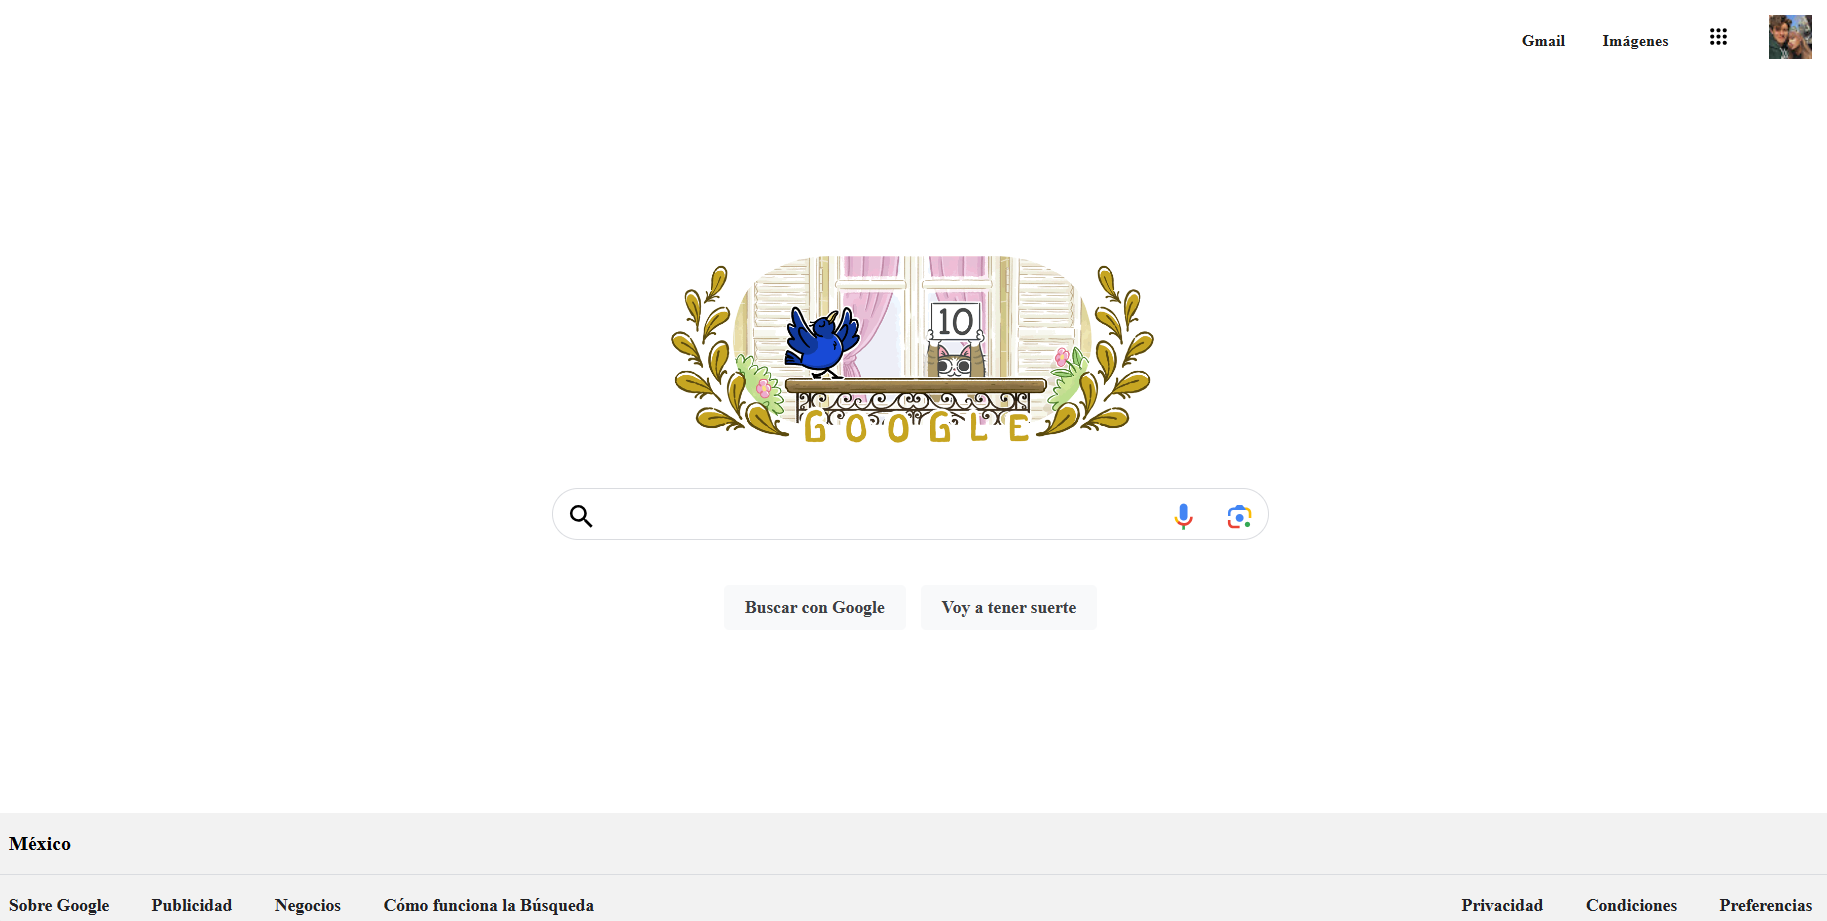 Gmail Imágenes
10
GOOGLE
Buscar con Google Voy a tener suerte
México
Sobre Google Publicidad Negocios Cómo funciona la Búsqueda Privacidad Condiciones Preferencias